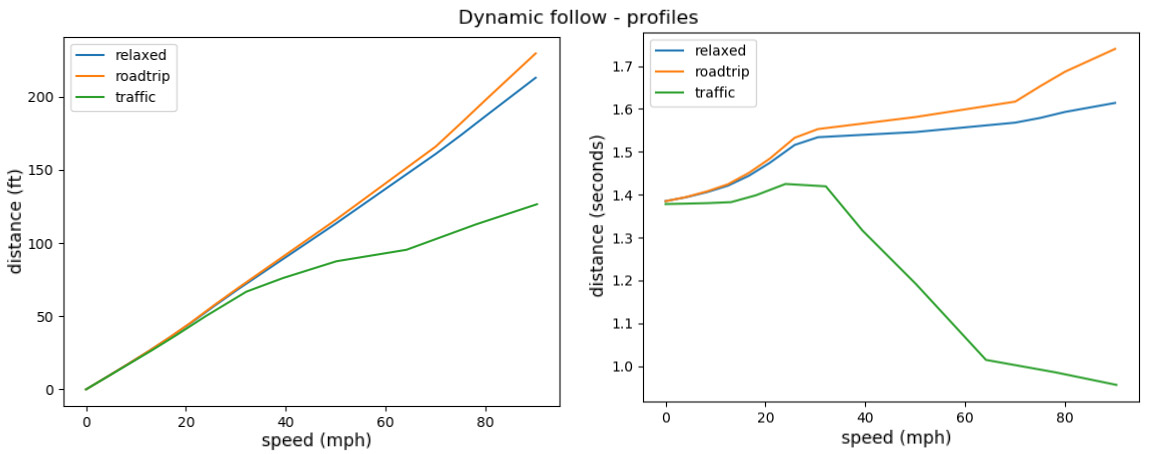 Dynamic follow - profiles
relaxed
roadtrip
traffic
200
150
100
50
0
distance (ft)
0 20 40 60 80
speed (mph)
relaxed
roadtrip
traffic
1.7
1.6
1.5
1.4
1.3
1.2
1.1
1.0
distance (seconds)
0 20 40 60 80
speed (mph)